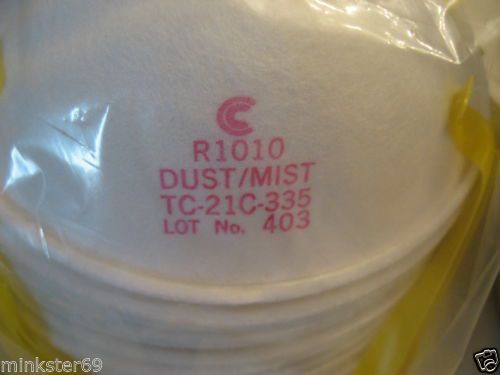 C
R1010
DUST/MIST
TC-21C-335
LOT No. 403
minkster69